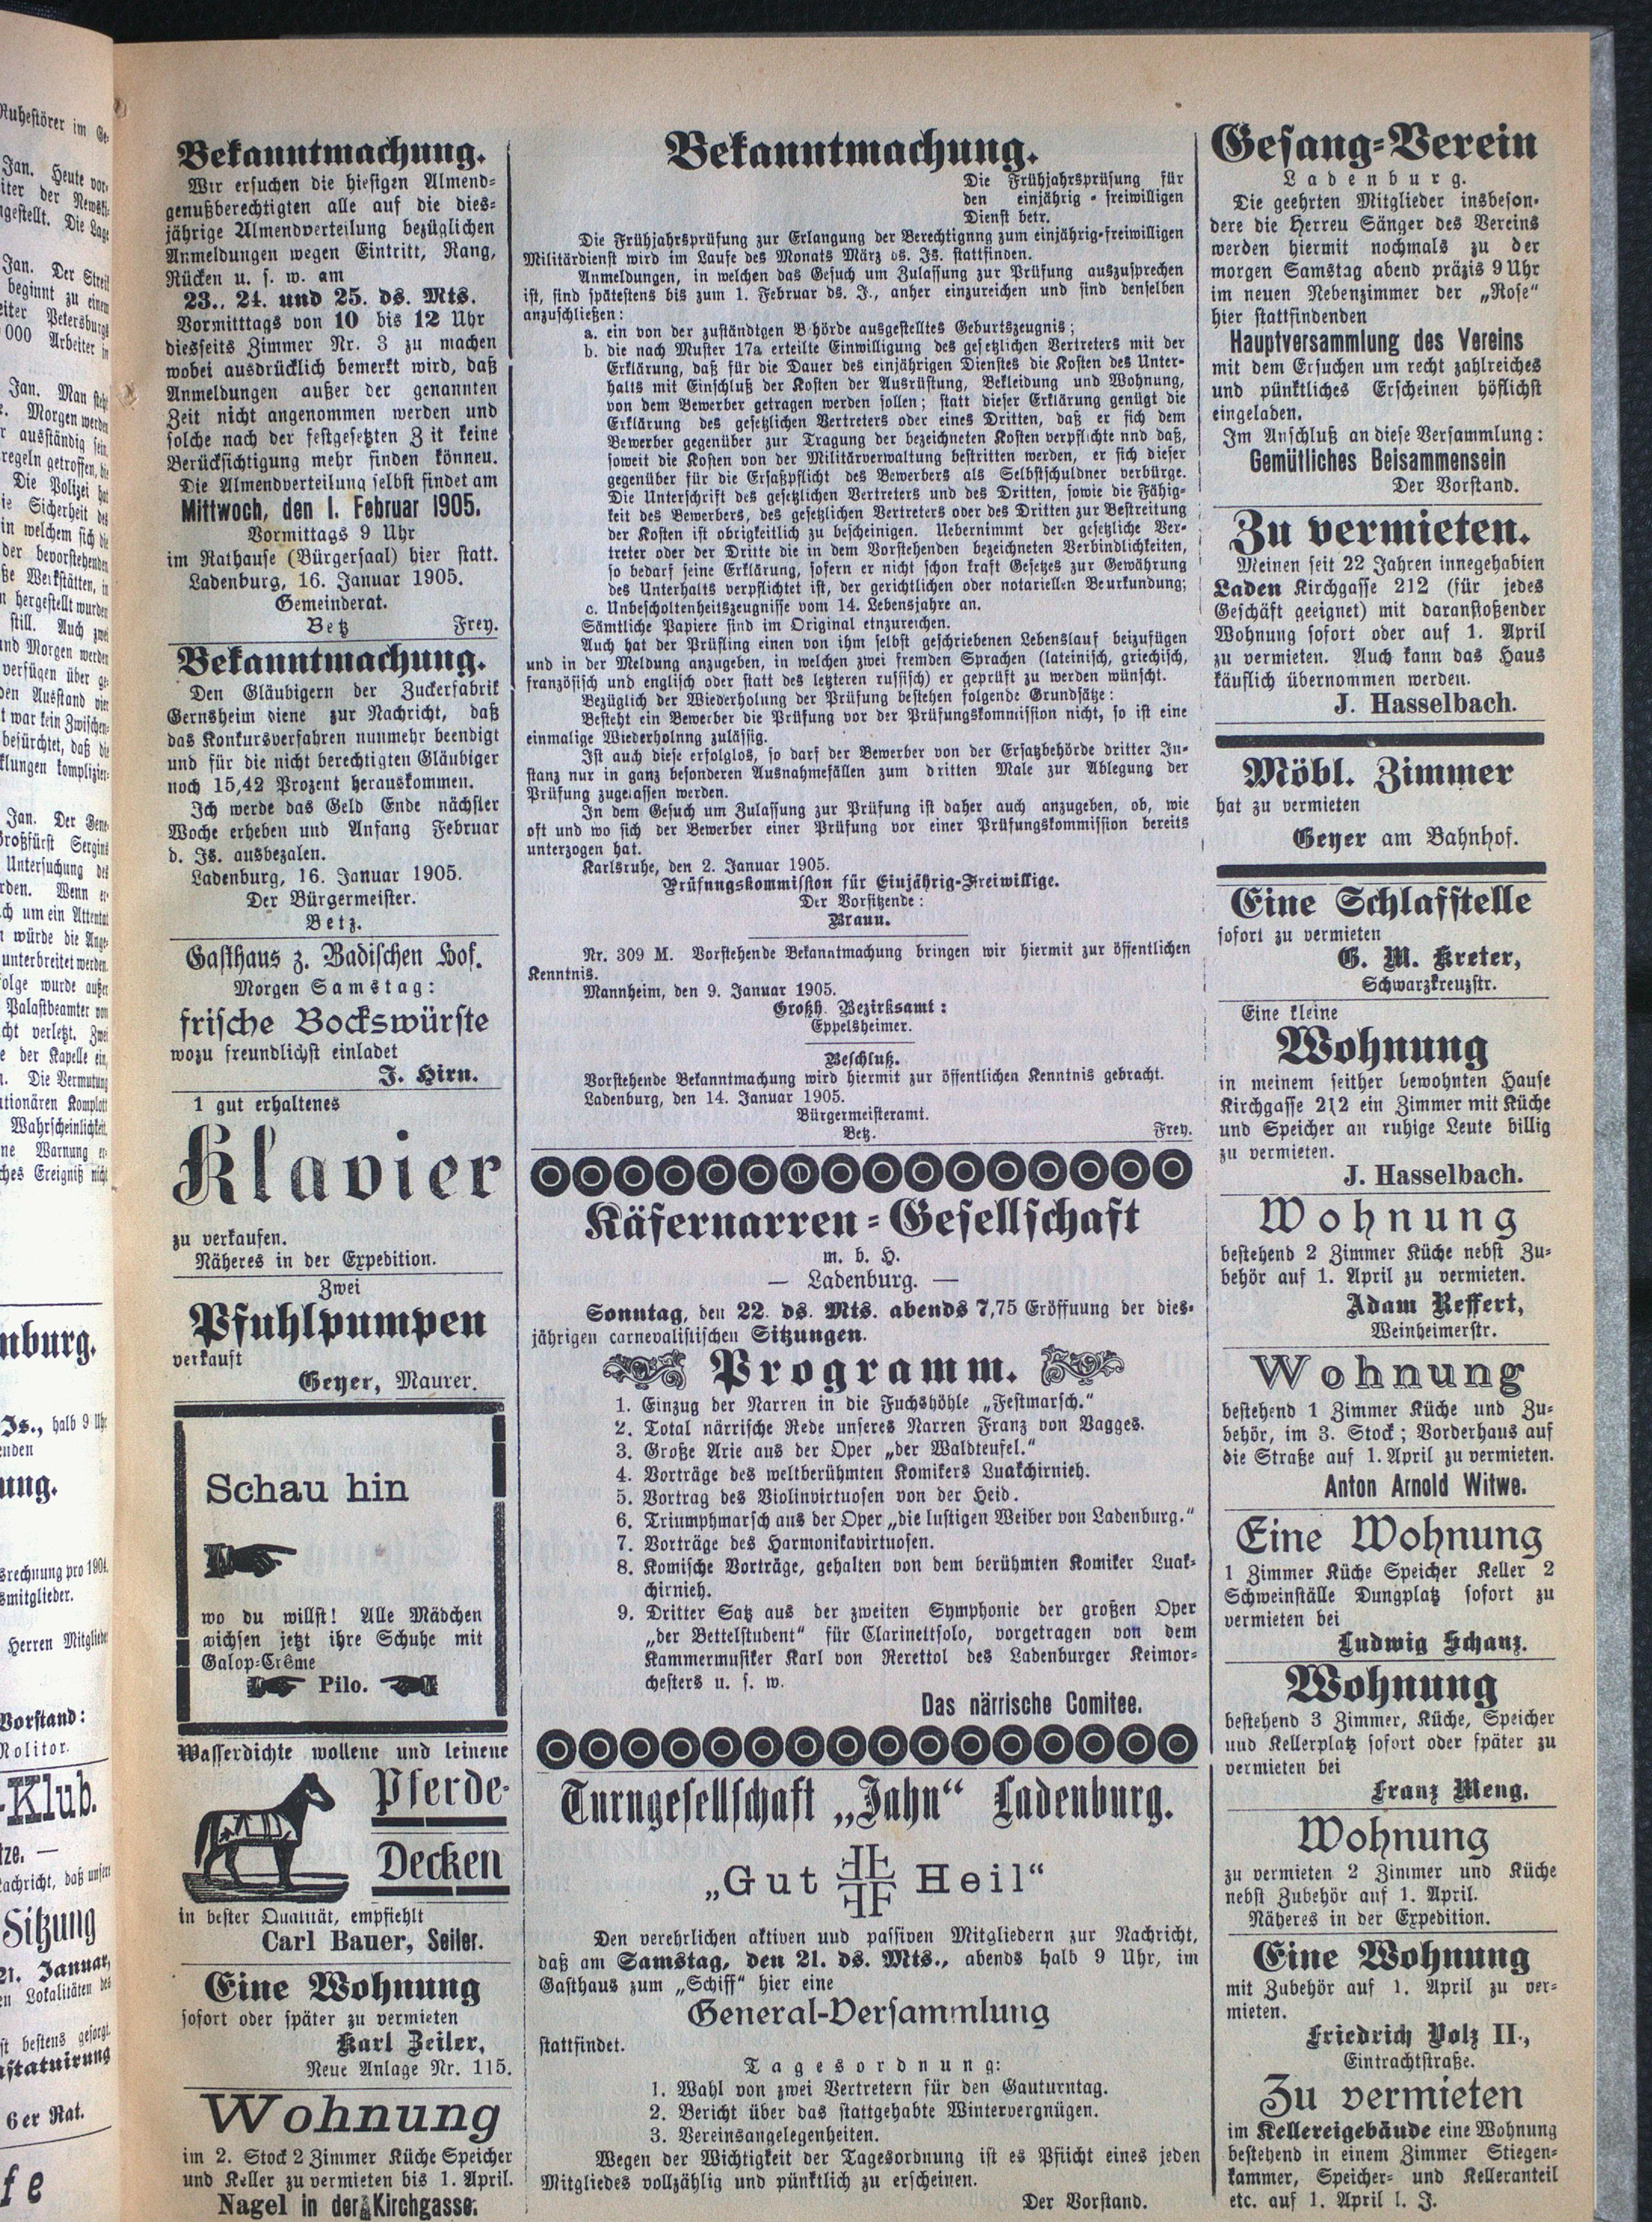 Bekanntmachung.
Wir ersuchen die hiesigen Almend-
genußberechtigten alle auf die dies-
jährige Almendverteilung bezüglichen
Anmeldungen wegen Eintritt, Rang,
Rücken u. s. w. am
23., 24. und 25. ds. Mts.
Vormitttags von 10 bis 12 Uhr
diesseits Zimmer Nr. 3 zu machen
wobei ausdrücklich bemerkt wird, daß
Anmeldungen außer der genannten
Zeit nicht angenommen werden und
solche nach der festgesetzten Z it keine
Berücksichtigung mehr finden könneu.
Die Almendverteilung selbst findet am
Mittwoch, den 1. Februar 1905.
Vormittags 9 Uhr
im Rathause (Bürgersaal) hier statt.
Ladenburg, 16. Januar 1905.
Gemeinderat.
Betz Frey.
Bekanntmachung.
Den Gläubigern der Zuckerfabrik
Gernsheim diene zur Nachricht, daß
das Konkursverfahren nunmehr beendigt
und für die nicht berechtigten Gläubiger
noch 15,42 Prozent herauskommen.
Ich werde das Geld Ende nächster
Woche erheben und Anfang Februar
d. Js. ausbezalen.
Ladenburg, 16. Januar 1905.
Der Bürgermeister.
Betz.
Gasthaus z. Badischen Hof.
Morgen Samstag:
frische Bockswürste
wozu freundlichst einladet
J. Hirn.
1 gut erhaltenes
Klavier
zu verkaufen.
Näheres in der Expedition.
Zwei
Pfuhlpumpen
verkauft
Geyer, Maurer.
Schau hin
wo du willst! Alle Mädchen
wichsen jetzt ihre Schuhe mit
Galop-Crême
Pilo.
Wasserdichte wollene und leinene
Pferde-
Decken
in bester Qualität, empfiehlt
Carl Bauer, Seiler.
Eine Wohnung
sofort oder später zu vermieten
Karl Zeiler,
Neue Anlage Nr. 115.
Wohnung
im 2. Stock 2 Zimmer Küche Speicher
und Keller zu vermieten bis 1. April.
Nagel in der Kirchgasse.
Bekanntmachung.
Die Frühjahrsprüfung für
den einjährig-freiwilligen
Dienst betr.
Die Frühjahrsprüfung zur Erlangung der Berechtignng zum einjährig-freiwilligen
Militärdienst wird im Laufe des Monats März ds. Js. stattfinden.
Anmeldungen, in welchen das Gesuch um Zulassung zur Prüfung auszusprechen
ist, sind spätestens bis zum 1. Februar ds. J., anher einzureichen und sind denselben
anzuschließen:
a. ein von der zuständtgen B hörde ausgestelltes Geburtszeugnis;
b. die nach Muster 17a erteilte Einwilligung des gesetzlichen Vertreters mit der
Erklärung, daß für die Dauer des einjährigen Dienstes die Kosten des Unter-
halts mit Einschluß der Kosten der Ausrüstung, Bekleidung und Wohnung,
von dem Bewerber getragen werden sollen; statt dieser Erklärung genügt die
Erklärung des gesetzlichen Vertreters oder eines Dritten, daß er sich dem
Bewerber gegenüber zur Tragung der bezeichneten Kosten verpflichte nnd daß,
soweit die Kosten von der Militärverwaltung bestritten werden, er sich dieser
gegenüber für die Ersatzpflicht des Bewerbers als Selbstschuldner verbürge.
Die Unterschrift des gesetzlichen Vertreters und des Dritten, sowie die Fähig-
keit des Bewerbers, des gesetzlichen Vertreters oder des Dritten zur Bestreitung
der Kosten ist obrigkeitlich zu bescheinigen. Uebernimmt der gesetzliche Ver-
treter oder der Dritte die in dem Vorstehenden bezeichneten Verbindlichkeiten,
so bedarf seine Erklärung, sofern er nicht schon kraft Gesetzes zur Gewährung
des Unterhalts verpflichtet ist, der gerichtlichen oder notariellen Beurkundung;
c. Unbescholtenheitszeugnisse vom 14. Lebensjahre an.
Sämtliche Papiere sind im Original etnzureichen.
Auch hat der Prüfling einen von ihm selbst geschriebenen Lebenslauf beizufügen
und in der Meldung anzugeben, in welchen zwei fremden Sprachen (lateinisch, griechisch,
französisch und englisch oder statt des letzteren russisch) er geprüft zu werden wünscht.
Bezüglich der Wiederholung der Prüfung bestehen folgende Grundsätze:
Besteht ein Bewerber die Prüfung vor der Prüfungskommission nicht, so ist eine
einmalige Wiederholnng zulässig.
Ist auch diese erfolglos, so darf der Bewerber von der Ersatzbehörde dritter In-
stanz nur in ganz besonderen Ausnahmefällen zum dritten Male zur Ablegung der
Prüfung zugelassen werden.
In dem Gesuch um Zulassung zur Prüfung ist daher auch anzugeben, ob, wie
oft und wo sich der Bewerber einer Prüfung vor einer Prüfungskommission bereits
unterzogen hat.
Karlsruhe, den 2. Januar 1905.
Prüfungskommission für Einjährig-Freiwillige.
Der Vorsitzende:
Braun.
Nr. 309 M. Vorstehende Bekanntmachung bringen wir hiermit zur öffentlichen
Kenntnis.
Mannheim, den 9. Januar 1905.
Großh. Bezirksamt:
Eppelsheimer.
Beschluß.
Vorstehende Bekanntmachung wird hiermit zur öffentlichen Kenntnis gebracht.
Ladenburg, den 14. Januar 1905.
Bürgermeisteramt.
Betz. Frey.
Käfernarren-Gesellschaft
m. b. H.
— Ladenburg. —
Sonntag, den 22. ds. Mts. abends 7,75 Eröffnung der dies-
jährigen carnevalistischen Sitzungen.
Programm.
1. Einzug der Narren in die Fuchshöhle „Festmarsch.“
2. Total närrische Rede unseres Narren Franz von Vagges.
3. Große Arie aus der Oper „der Waldteufel.“
4. Vorträge des weltberühmten Komikers Luakchirnieh.
5. Vortrag des Violinvirtuosen von der Heid.
6. Triumphmarsch aus der Oper „die lustigen Weiber von Ladenburg.“
7. Vorträge des Harmonikavirtuosen.
8. Komische Vorträge, gehalten von dem berühmten Komiker Luak-
chirnieh.
9. Dritter Satz aus der zweiten Symphonie der großen Oper
„der Bettelstudent“ für Clarinettsolo, vorgetragen von dem
Kammermusiker Karl von Rerettol des Ladenburger Keimor-
chesters u. s. w.
Das närrische Comitee.
Turngesellschaft „Jahn“ Ladenburg.
„Gut Heil“
Den verehrlichen aktiven und passiven Mitgliedern zur Nachricht,
daß am Samstag, den 21. ds. Mts., abends halb 9 Uhr, im
Gasthaus zum „Schiff“ hier eine
General-Versammlung
stattfindet.
Tagesordnung:
1. Wahl von zwei Vertretern für den Gauturntag.
2. Bericht über das stattgehabte Wintervergnügen.
3. Vereinsangelegenheiten.
Wegen der Wichtigkeit der Tagesordnung ist es Pflicht eines jeden
Mitgliedes vollzählig und pünktlich zu erscheinen.
Der Vorstand.
Gesang-Verein
Ladenburg.
Die geehrten Mitglieder insbeson-
dere die Herreu Sänger des Vereins
werden hiermit nochmals zu der
morgen Samstag abend präzis 9 Uhr
im neuen Nebenzimmer der „Rose“
hier stattfindenden
Hauptversammlung des Vereins
mit dem Ersuchen um recht zahlreiches
und pünktliches Erscheinen höflichst
eingeladen.
Im Anschluß an diese Versammlung:
Gemütliches Beisammensein
Der Vorstand.
Zu vermieten.
Meinen seit 22 Jahren innegehabien
Laden Kirchgasse 212 (für jedes
Geschäft geeignet) mit daranstoßender
Wohnung sofort oder auf 1. April
zu vermieten. Auch kann das Haus
käuflich übernommen werden.
J. Hasselbach.
Möbl. Zimmer
hat zu vermieten
Geyer am Bahnhof.
Eine Schlafstelle
sofort zu vermieten
G. M. Kreter,
Schwarzkreuzstr.
Eine kleine
Wohnung
in meinem seither bewohnten Hause
Kirchgasse 212 ein Zimmer mit Küche
und Speicher an ruhige Leute billig
zu vermieten.
J. Hasselbach.
Wohnung
bestehend 2 Zimmer Küche nebst Zu-
behör auf 1. April zu vermieten.
Adam Reffert,
Weinheimerstr.
Wohnung
bestehend 1 Zimmer Küche und Zu-
behör, im 3. Stock; Vorderhaus auf
die Straße auf 1. April zu vermieten.
Anton Arnold Witwe.
Eine Wohnung
1 Zimmer Küche Speicher Keller 2
Schweinställe Dungplatz sofort zu
vermieten bei
Ludwig Schanz.
Wohnung
bestehend 3 Zimmer, Küche, Speicher
und Kellerplatz sofort oder später zu
vermieten bei
Franz Meng.
Wohnung
zu vermieten 2 Zimmer und Küche
nebst Zubehör auf 1. April.
Näheres in der Expedition.
Eine Wohnung
mit Zubehör auf 1. April zu ver-
mieten.
Friedrich Volz II.,
Eintrachtstraße.
Zu vermieten
im Kellereigebäude eine Wohnung
bestehend in einem Zimmer Stiegen-
kammer, Speicher- und Kelleranteil
etc. auf 1. April l. J.